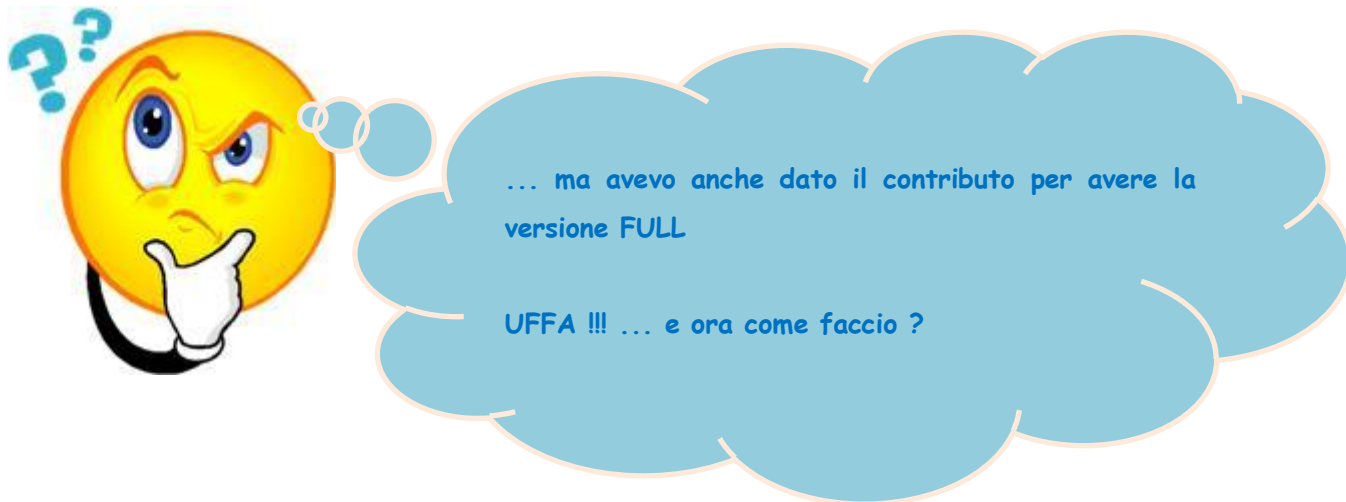 ? ?
... ma avevo anche dato il contributo per avere la
versione FULL
UFFA !!! ... e ora come faccio ?